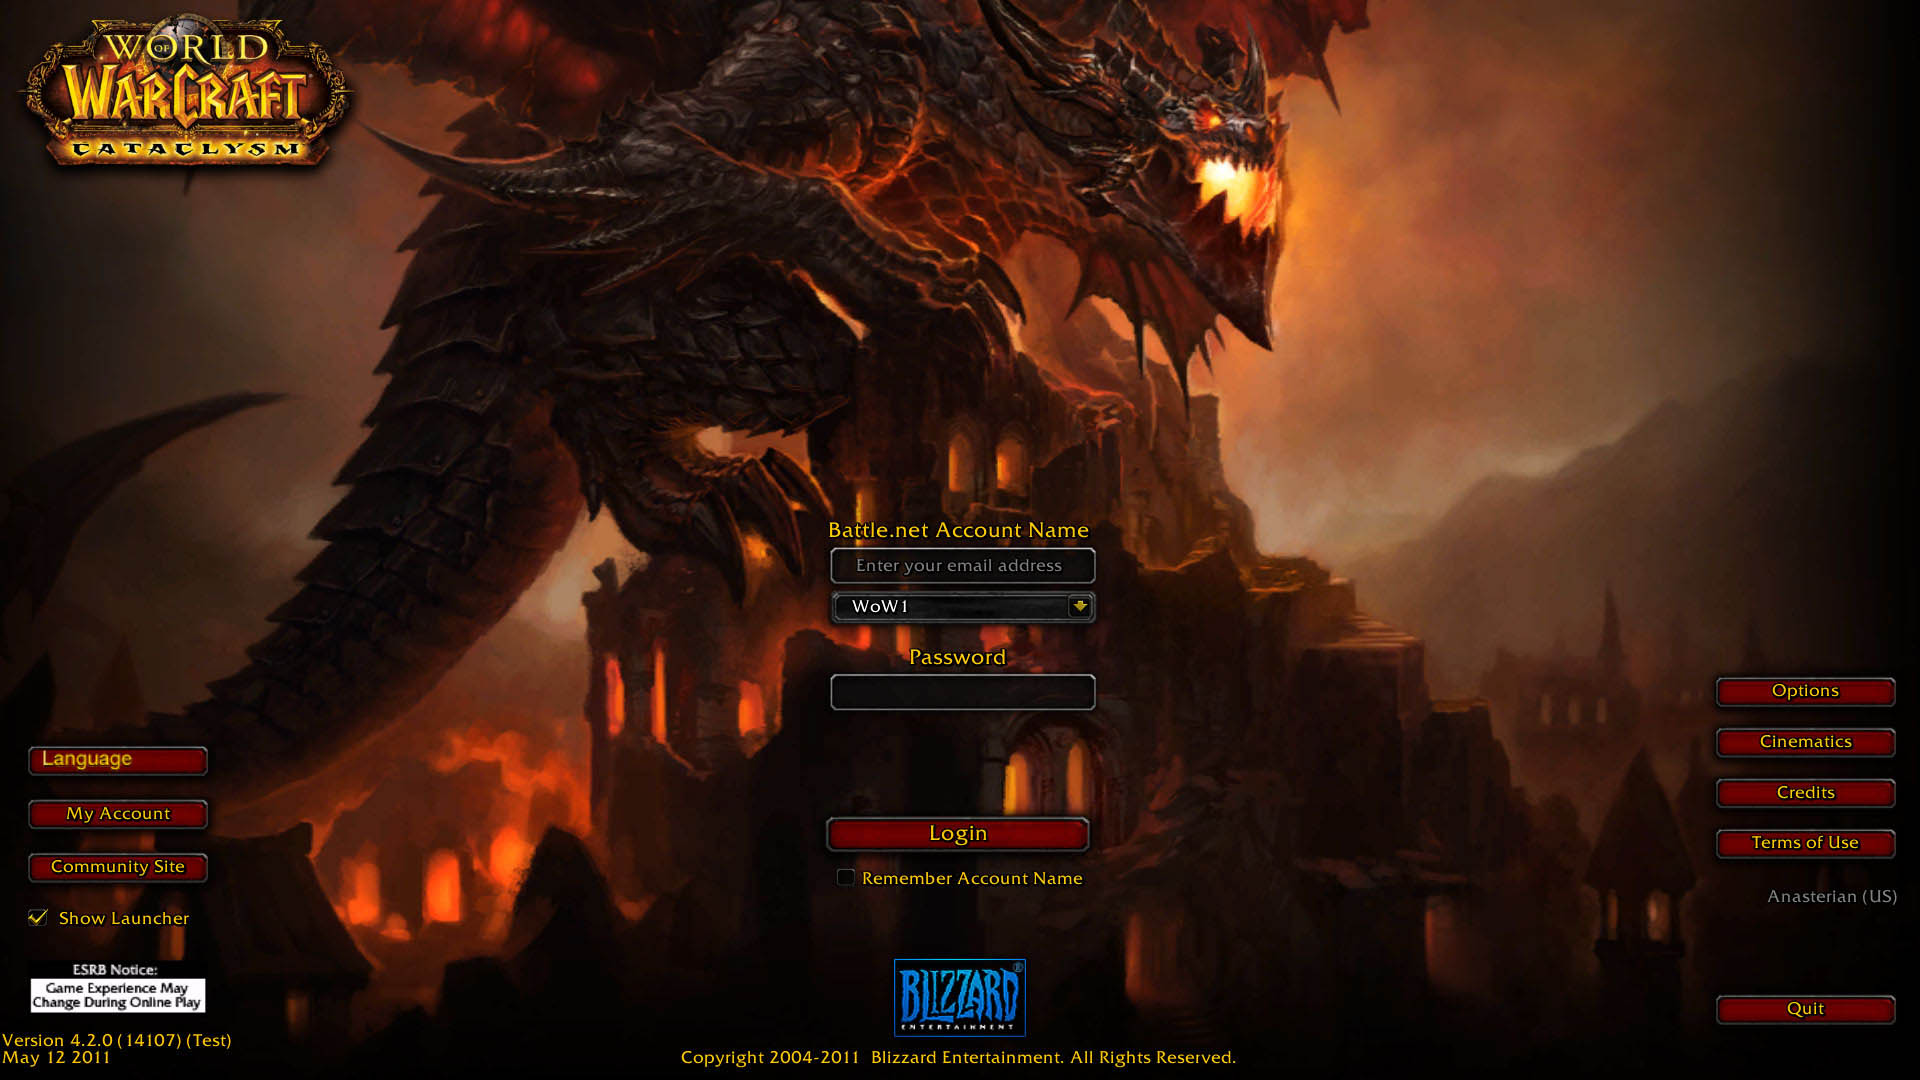 WORLD
OF
WARCRAFT
CATACLYSM
Battle.net Account Name
Enter your email address
WoW1
Password
Login
Remember Account Name
Language
My Account
Community Site
Show Launcher
ESRB Notice:
Game Experience May
Change During Online Play
Version 4.2.0 (14107) (Test)
May 12 2011
Options
Cinematics
Credits
Terms of Use
Anasterian (US)
Quit
BLIZZARD®
ENTERTAINMENT
Copyright 2004-2011 Blizzard Entertainment. All Rights Reserved.